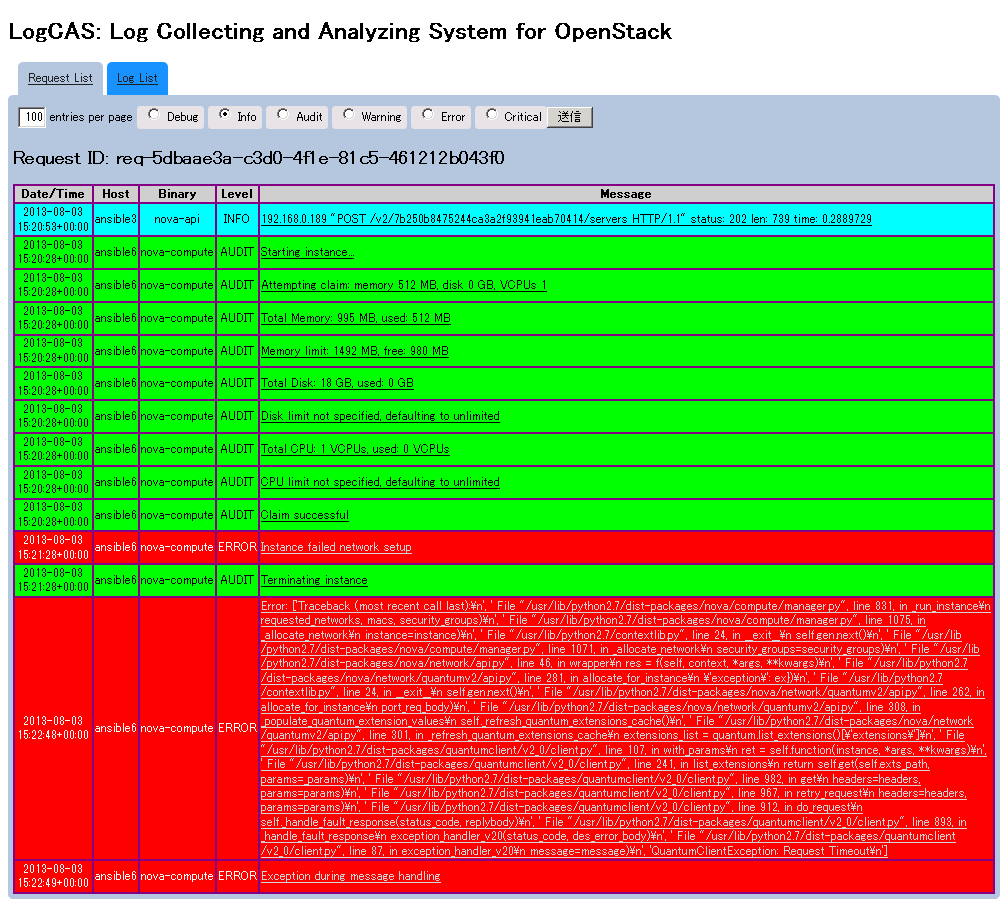 LogCAS: Log Collecting and Analyzing System for OpenStack
Request List Log List
100 entries per page Debug Info Audit Warning Error Critical 送信
Request ID: req-5dbaae3a-c3d0-4f1e-81c5-461212b043f0
Date/Time Host Binary Level Message
2013-08-03
15:20:53+00:00 ansible3 nova-api INFO 192.168.0.189 "POST /v2/7b250b8475244ca3a2f93941eab70414/servers HTTP/1.1" status: 202 len: 739 time: 0.2889729
2013-08-03
15:20:28+00:00 ansible6 nova-compute AUDIT Starting instance...
2013-08-03
15:20:28+00:00 ansible6 nova-compute AUDIT Attempting claim: memory 512 MB, disk 0 GB, VCPUs 1
2013-08-03
15:20:28+00:00 ansible6 nova-compute AUDIT Total Memory: 995 MB, used: 512 MB
2013-08-03
15:20:28+00:00 ansible6 nova-compute AUDIT Memory limit: 1492 MB, free: 980 MB
2013-08-03
15:20:28+00:00 ansible6 nova-compute AUDIT Total Disk: 18 GB, used: 0 GB
2013-08-03
15:20:28+00:00 ansible6 nova-compute AUDIT Disk limit not specified, defaulting to unlimited
2013-08-03
15:20:28+00:00 ansible6 nova-compute AUDIT Total CPU: 1 VCPUs, used: 0 VCPUs
2013-08-03
15:20:28+00:00 ansible6 nova-compute AUDIT CPU limit not specified, defaulting to unlimited
2013-08-03
15:20:28+00:00 ansible6 nova-compute AUDIT Claim successful
2013-08-03
15:21:28+00:00 ansible6 nova-compute ERROR Instance failed network setup
2013-08-03
15:21:28+00:00 ansible6 nova-compute AUDIT Terminating instance
2013-08-03
15:22:48+00:00 ansible6 nova-compute ERROR
Error: ['Traceback (most recent call last):¥n', ' File "/usr/lib/python2.7/dist-packages/nova/compute/manager.py", line 831, in _run_instance¥n
requested_networks, macs, security_groups)¥n', ' File "/usr/lib/python2.7/dist-packages/nova/compute/manager.py", line 1075, in
_allocate_network¥n instance=instance)¥n', ' File "/usr/lib/python2.7/contextlib.py", line 24, in __exit__¥n self.gen.next()¥n', ' File "/usr/lib
/python2.7/dist-packages/nova/compute/manager.py", line 1071, in _allocate_network¥n security_groups=security_groups)¥n', ' File "/usr/lib
/python2.7/dist-packages/nova/network/api.py", line 46, in wrapper¥n res = f(self, context, *args, **kwargs)¥n', ' File "/usr/lib/python2.7
/dist-packages/nova/network/quantumv2/api.py", line 281, in allocate_for_instance¥n ¥'exception¥': ex})¥n', ' File "/usr/lib/python2.7
/contextlib.py", line 24, in __exit__¥n self.gen.next()¥n', ' File "/usr/lib/python2.7/dist-packages/nova/network/quantumv2/api.py", line 262, in
allocate_for_instance¥n port_req_body)¥n', ' File "/usr/lib/python2.7/dist-packages/nova/network/quantumv2/api.py", line 308, in
_populate_quantum_extension_values¥n self._refresh_quantum_extensions_cache()¥n', ' File "/usr/lib/python2.7/dist-packages/nova/network
/quantumv2/api.py", line 301, in _refresh_quantum_extensions_cache¥n extensions_list = quantum.list_extensions()[¥'extensions¥']¥n', ' File
"/usr/lib/python2.7/dist-packages/quantumclient/v2_0/client.py", line 107, in with_params¥n ret = self.function(instance, *args, **kwargs)¥n',
' File "/usr/lib/python2.7/dist-packages/quantumclient/v2_0/client.py", line 241, in list_extensions¥n return self.get(self.exts_path,
params=_params)¥n', ' File "/usr/lib/python2.7/dist-packages/quantumclient/v2_0/client.py", line 982, in get¥n headers=headers,
params=params)¥n', ' File "/usr/lib/python2.7/dist-packages/quantumclient/v2_0/client.py", line 967, in retry_request¥n headers=headers,
params=params)¥n', ' File "/usr/lib/python2.7/dist-packages/quantumclient/v2_0/client.py", line 912, in do_request¥n
self._handle_fault_response(status_code, replybody)¥n', ' File "/usr/lib/python2.7/dist-packages/quantumclient/v2_0/client.py", line 893, in
_handle_fault_response¥n exception_handler_v20(status_code, des_error_body)¥n', ' File "/usr/lib/python2.7/dist-packages/quantumclient
/v2_0/client.py", line 87, in exception_handler_v20¥n message=message)¥n', 'QuantumClientException: Request Timeout¥n']
2013-08-03
15:22:49+00:00 ansible6 nova-compute ERROR Exception during message handling